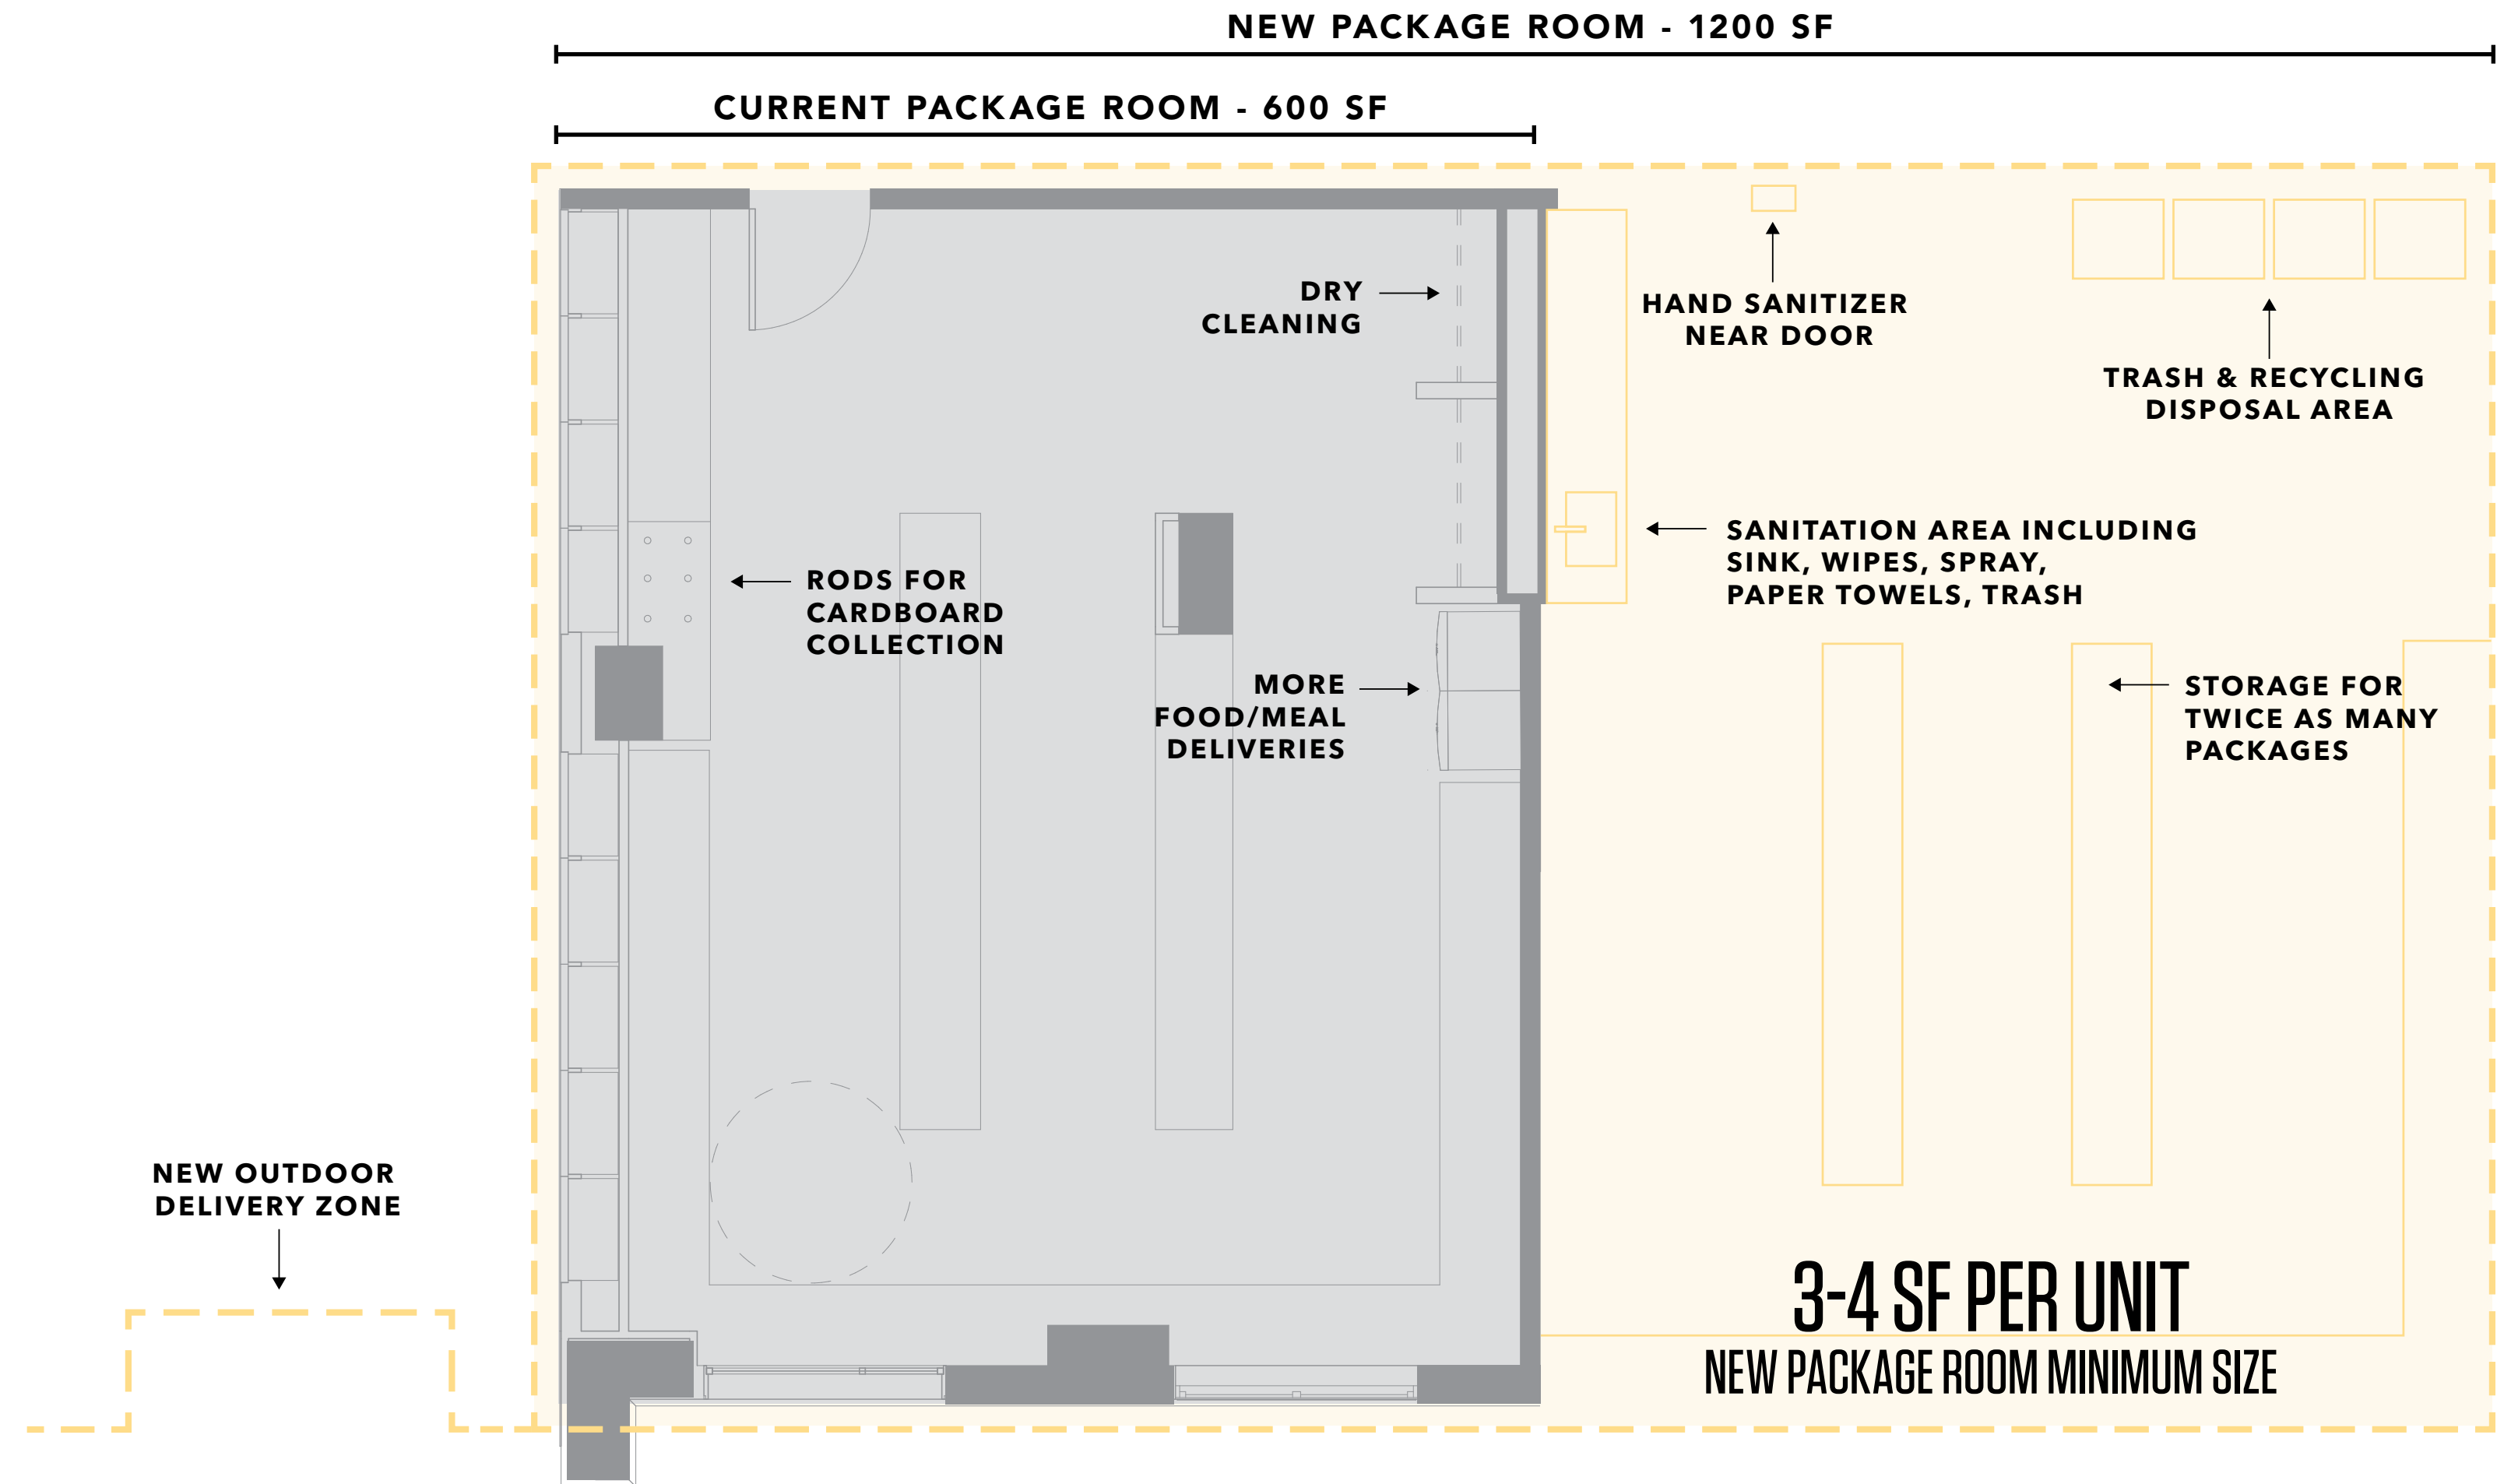 NEW PACKAGE ROOM - 1200 SF
CURRENT PACKAGE ROOM - 600 SF
DRY
CLEANING
HAND SANITIZER
NEAR DOOR
TRASH & RECYCLING
DISPOSAL AREA
SANITATION AREA INCLUDING
SINK, WIPES, SPRAY,
PAPER TOWELS, TRASH
RODS FOR
CARDBOARD
COLLECTION
MORE
FOOD/MEAL
DELIVERIES
STORAGE FOR
TWICE AS MANY
PACKAGES
NEW OUTDOOR
DELIVERY ZONE
3-4 SF PER UNIT
NEW PACKAGE ROOM MINIMUM SIZE